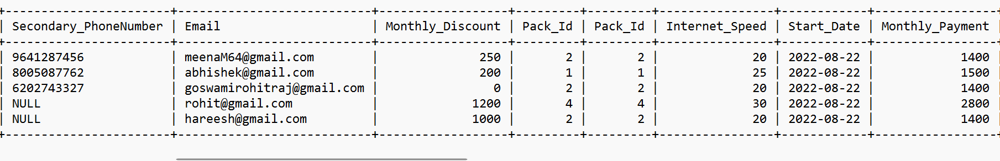 | Secondary_PhoneNumber | Email | Monthly_Discount | Pack_Id | Pack_Id | Internet_Speed | Start_Date | Monthly_Payment |
| 9641287456 | meenaM64@gmail.com | 250 | 2 | 2 | 20 | 2022-08-22 | 1400
| 8005087762 | abhishek@gmail.com | 200 | 1 | 1 | 25 | 2022-08-22 | 1500
| 6202743327 | goswamirohitraj@gmail.com | 0 | 2 | 2 | 20 | 2022-08-22 | 1400
| NULL | rohit@gmail.com | 1200 | 4 | 4 | 30 | 2022-08-22 | 2800
| NULL | hareesh@gmail.com | 1000 | 2 | 2 | 20 | 2022-08-22 | 1400